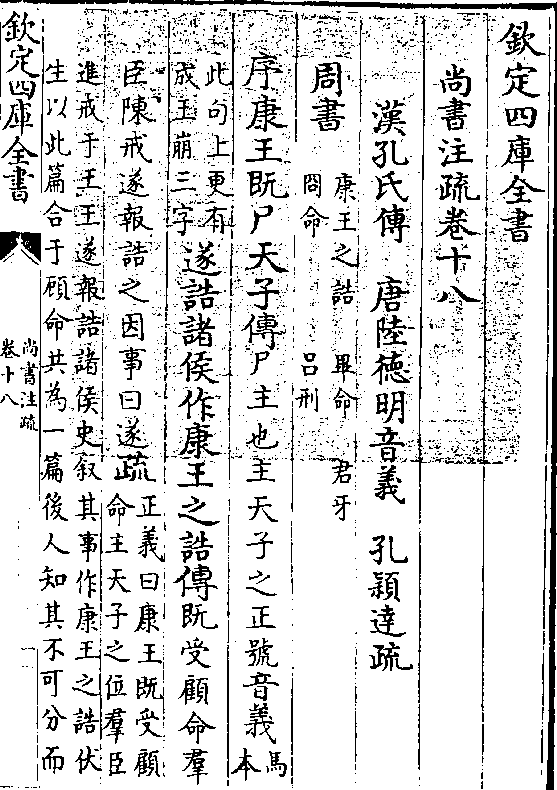 欽定四庫全書
尚書注疏卷十八
漢孔氏傳 唐陸德明音義 孔穎達疏
周書
康王之誥 畢命 君牙
冏命 呂刑
序康王既尸天子傳尸主也主天子之正號音義馬本
此句上更有
成王崩三字
遂誥諸侯作康王之誥傳既受顧命羣
臣陳戒遂報誥之因事曰遂疏
正義曰康王既受顧
命主天子之位羣臣
進戒于王王遂報誥諸侯史叙其事作康王之誥伏
生以此篇合于顧命共為一篇後人知其不可分而
欽定四庫全書
尚書注疏
卷十八
一